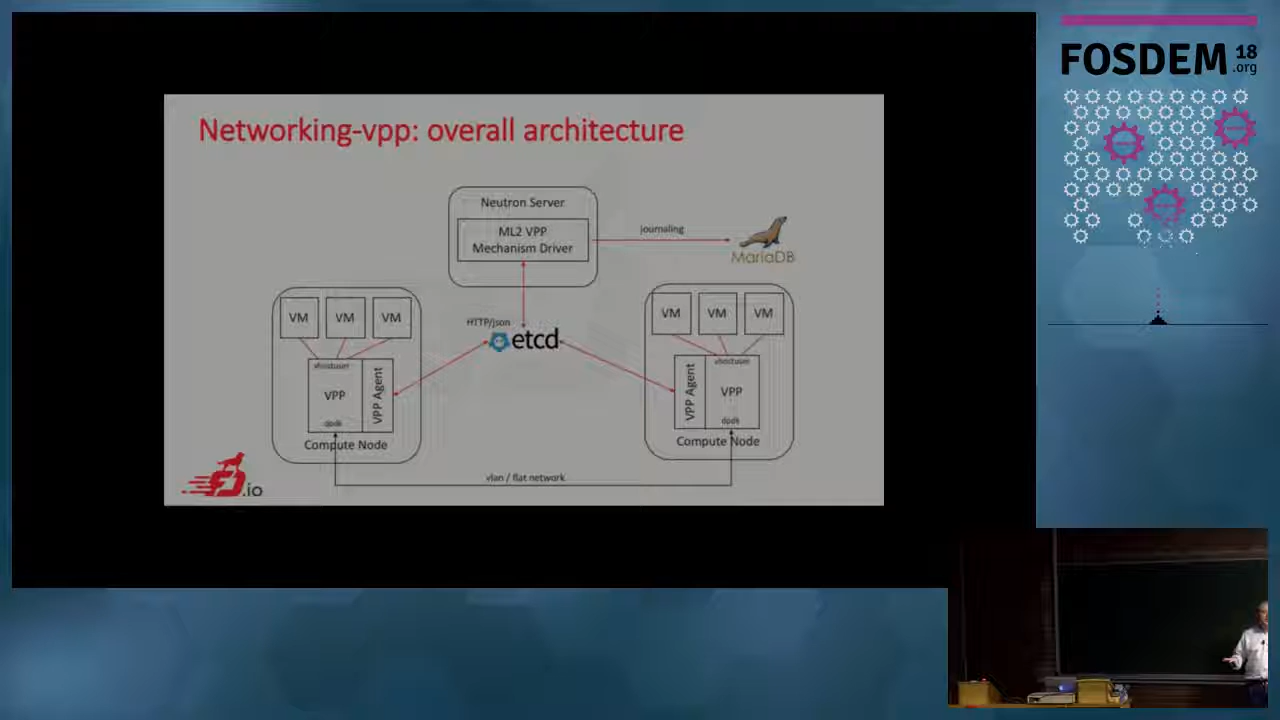 FOSDEM 18
.org
Networking-vpp: overall architecture
Neutron Server
ML2 VPP
Mechanism Driver
journaling
MariaDB
VM VM VM
VM VM VM
HTTP/json
etcd
vhostuser
VPP
VPP Agent
dpdk
Compute Node
vhostuser
VPP Agent
VPP
dpdk
Compute Node
vlan / flat network
.io